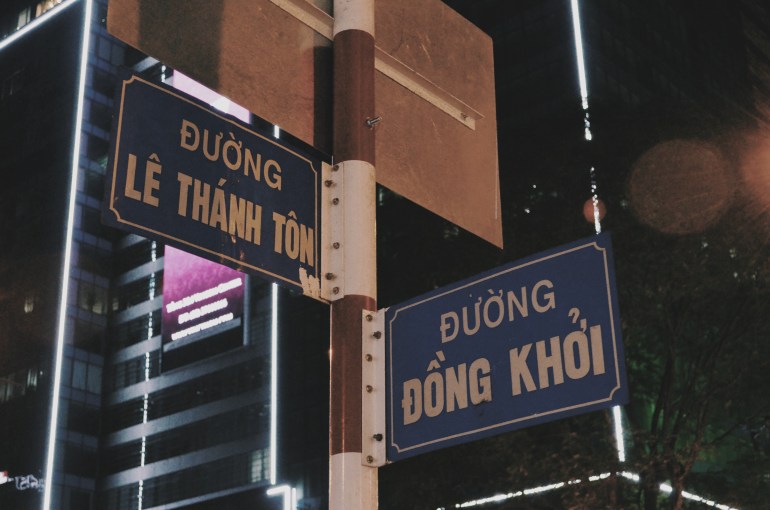 ĐƯỜNG
LÊ THÁNH TÔN
ĐƯỜNG
ĐỒNG KHỞI